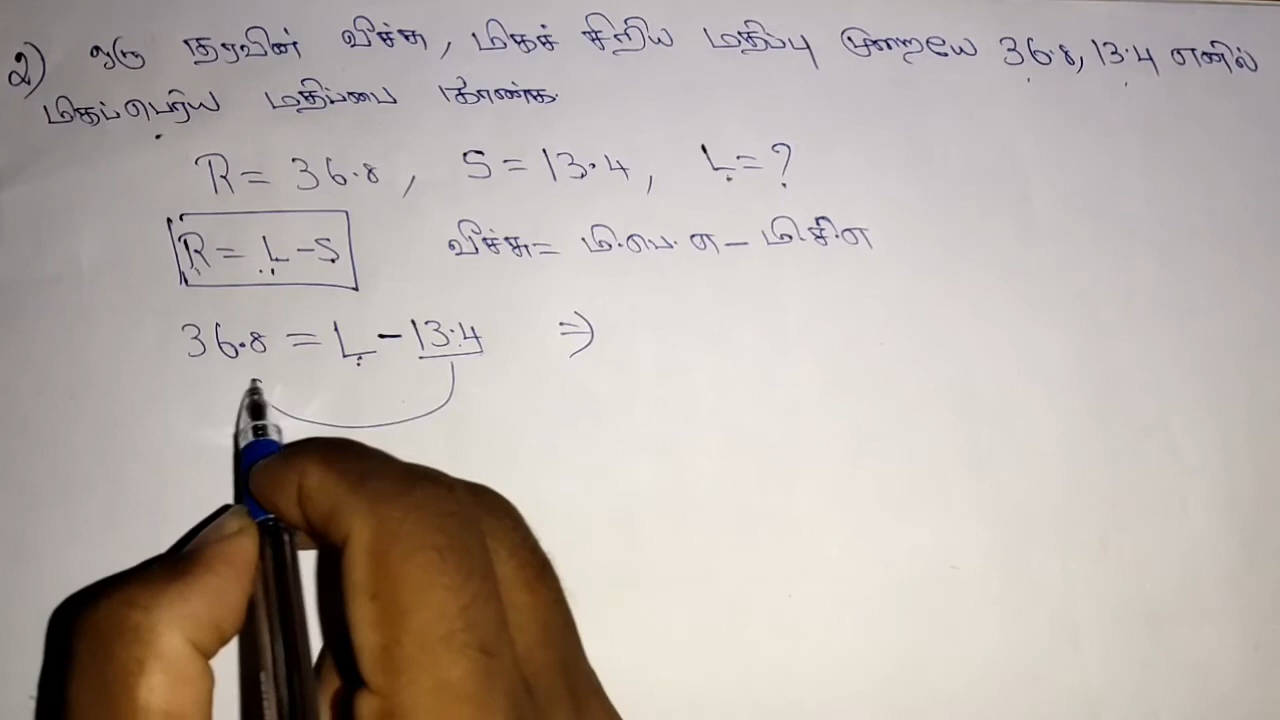 2) ஒரு தரவின் வீச்சு, மிகச் சிறிய மதிப்பு முறையே 36.8, 13.4 எனில்
மிகப்பெரிய மதிப்பை காண்க.
R = 36.8, S = 13.4, L = ?
R = L - S வீச்சு = மி.பெ.எ - மி.சி.எ
36.8 = L - 13.4 ⇒